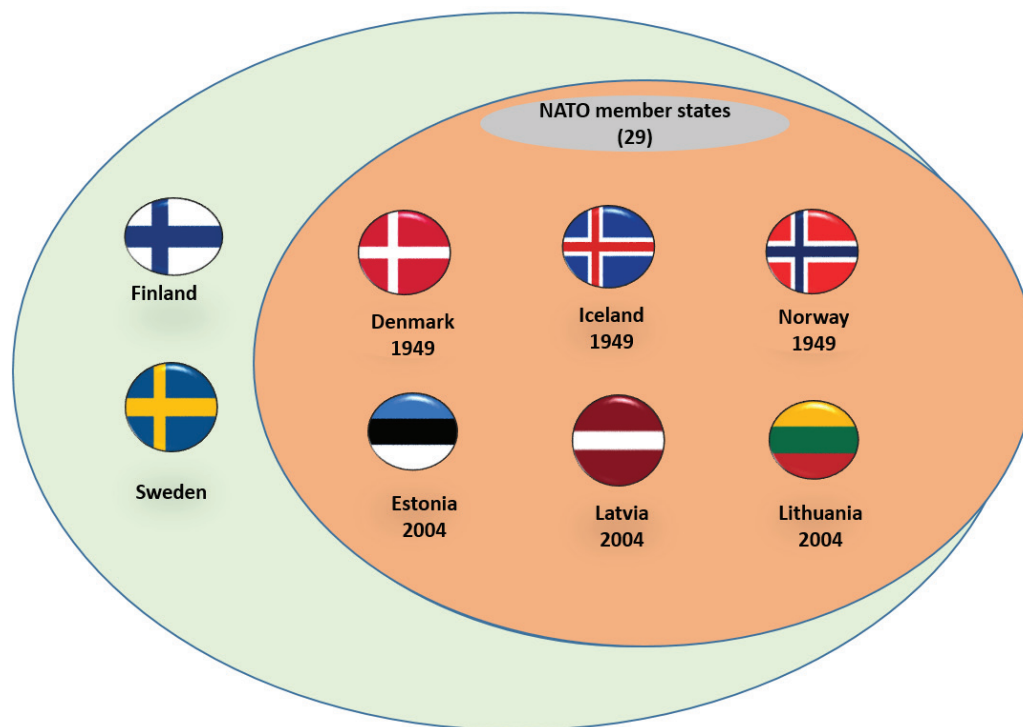 NATO member states
(29)
Finland
Denmark
1949
Iceland
1949
Norway
1949
Sweden
Estonia
2004
Latvia
2004
Lithuania
2004